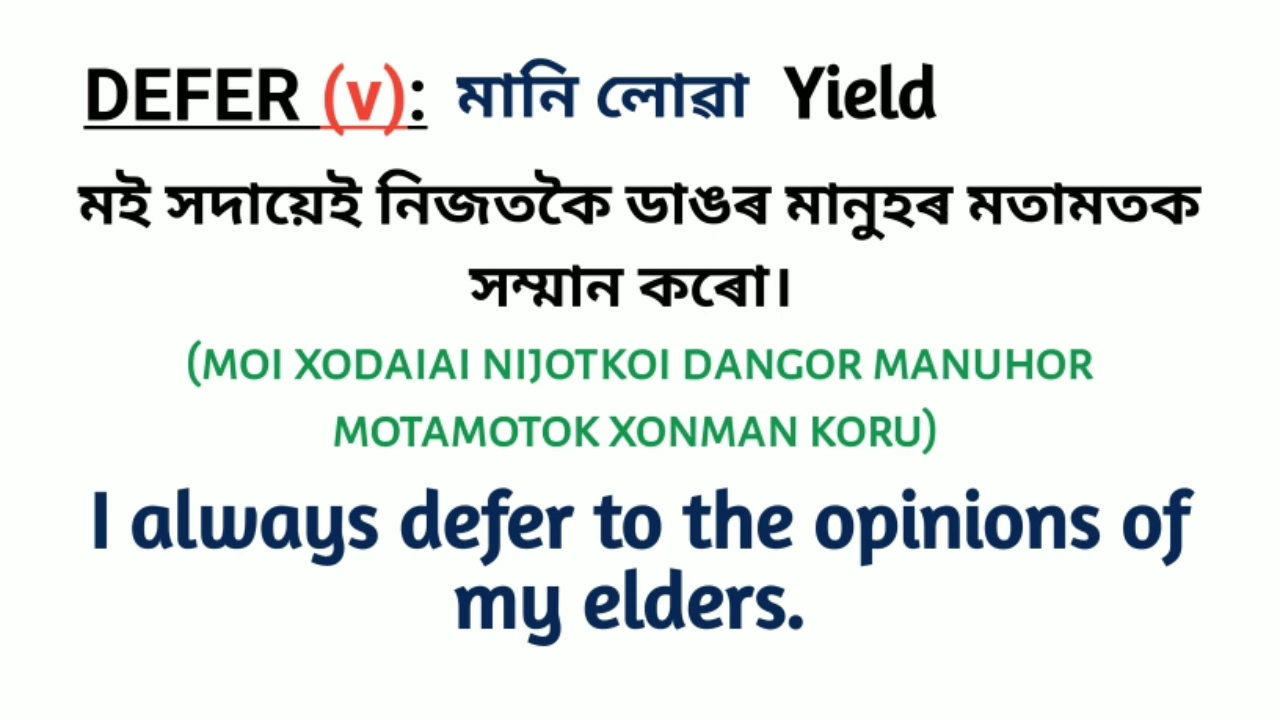 DEFER (v): মানি লোৱা Yield
মই সদায়েই নিজতকৈ ডাঙৰ মানুহৰ মতামতক
সম্মান কৰো।
(MOI XODAIAI NIJOTKOI DANGOR MANUHOR
MOTAMOTOK XONMAN KORU)
I always defer to the opinions of
my elders.